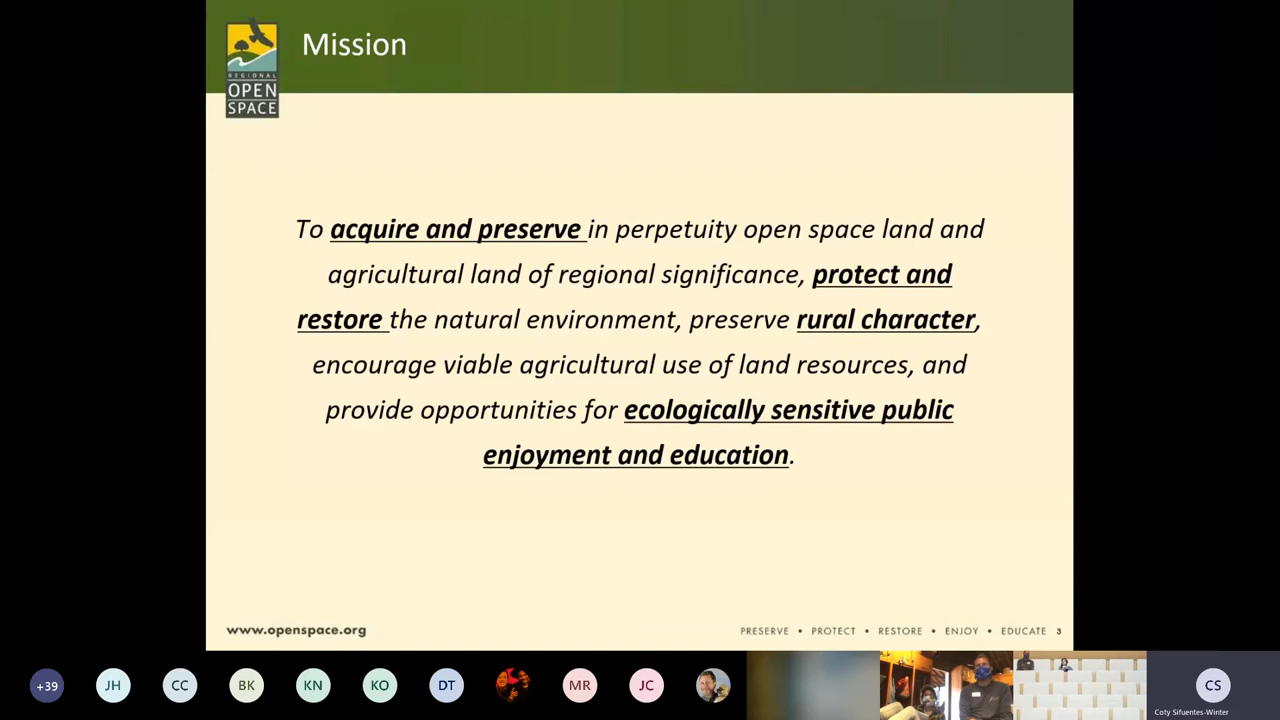 Mission
REGIONAL
OPEN
SPACE
To acquire and preserve in perpetuity open space land and
agricultural land of regional significance, protect and
restore the natural environment, preserve rural character,
encourage viable agricultural use of land resources, and
provide opportunities for ecologically sensitive public
enjoyment and education.
www.openspace.org
PRESERVE • PROTECT • RESTORE • ENJOY • EDUCATE 3
+39 JH CC BK KN KO DT MR JC CS
Coty Sifuentes-Winter